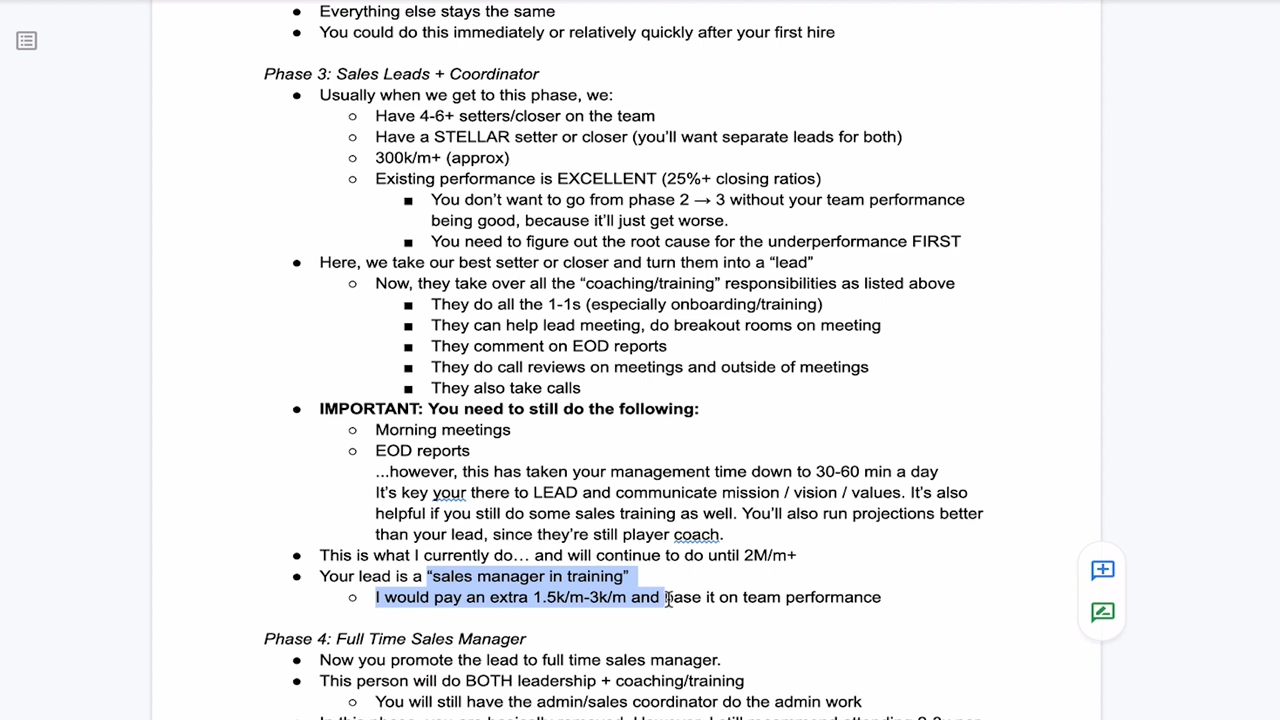 ● Everything else stays the same
● You could do this immediately or relatively quickly after your first hire
Phase 3: Sales Leads + Coordinator
● Usually when we get to this phase, we:
○ Have 4-6+ setters/closer on the team
○ Have a STELLAR setter or closer (you'll want separate leads for both)
○ 300k/m+ (approx)
○ Existing performance is EXCELLENT (25%+ closing ratios)
■ You don't want to go from phase 2 → 3 without your team performance
being good, because it'll just get worse.
■ You need to figure out the root cause for the underperformance FIRST
● Here, we take our best setter or closer and turn them into a “lead”
○ Now, they take over all the “coaching/training” responsibilities as listed above
■ They do all the 1-1s (especially onboarding/training)
■ They can help lead meeting, do breakout rooms on meeting
■ They comment on EOD reports
■ They do call reviews on meetings and outside of meetings
■ They also take calls
● IMPORTANT: You need to still do the following:
○ Morning meetings
○ EOD reports
...however, this has taken your management time down to 30-60 min a day
It's key your there to LEAD and communicate mission / vision / values. It's also
helpful if you still do some sales training as well. You'll also run projections better
than your lead, since they're still player coach.
● This is what I currently do… and will continue to do until 2M/m+
● Your lead is a “sales manager in training”
○ I would pay an extra 1.5k/m-3k/m and base it on team performance
Phase 4: Full Time Sales Manager
● Now you promote the lead to full time sales manager.
● This person will do BOTH leadership + coaching/training
○ You will still have the admin/sales coordinator do the admin work